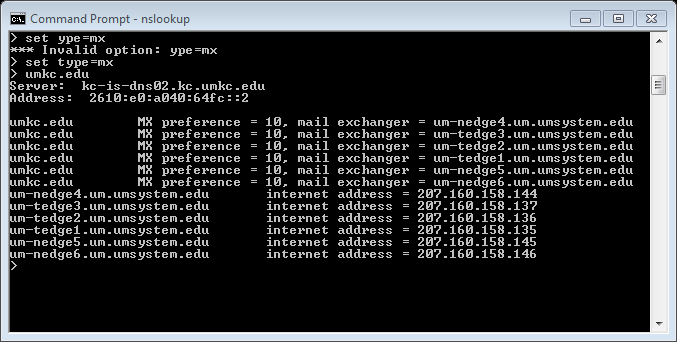 Command Prompt - nslookup
> set ype=mx
*** Invalid option: ype=mx
> set type=mx
> umkc.edu
Server:  kc-is-dns02.kc.umkc.edu
Address:  2610:e0:a040:64fc::2
umkc.edu        MX preference = 10, mail exchanger = um-nedge4.um.umsystem.edu
umkc.edu        MX preference = 10, mail exchanger = um-tedge3.um.umsystem.edu
umkc.edu        MX preference = 10, mail exchanger = um-tedge2.um.umsystem.edu
umkc.edu        MX preference = 10, mail exchanger = um-tedge1.um.umsystem.edu
umkc.edu        MX preference = 10, mail exchanger = um-nedge5.um.umsystem.edu
umkc.edu        MX preference = 10, mail exchanger = um-nedge6.um.umsystem.edu
um-nedge4.um.umsystem.edu       internet address = 207.160.158.144
um-tedge3.um.umsystem.edu       internet address = 207.160.158.137
um-tedge2.um.umsystem.edu       internet address = 207.160.158.136
um-tedge1.um.umsystem.edu       internet address = 207.160.158.135
um-nedge5.um.umsystem.edu       internet address = 207.160.158.145
um-nedge6.um.umsystem.edu       internet address = 207.160.158.146
>